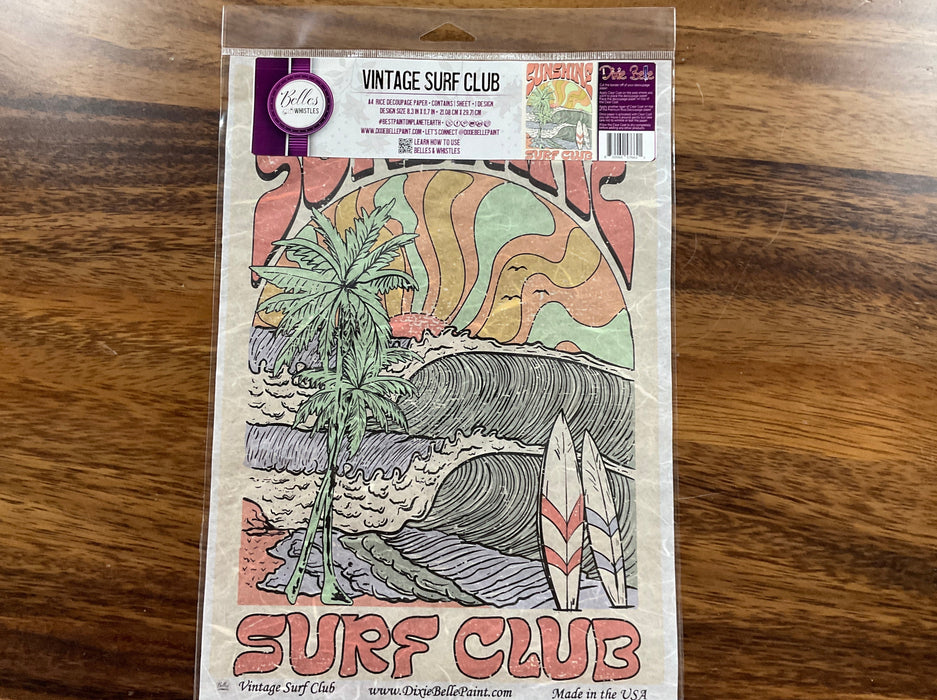 VINTAGE SURF CLUB
A4 RICE DECOUPAGE PAPER • CONTAINS 1 SHEET • 1 DESIGN
DESIGN SIZE 8.3 IN X 11.7 IN • 21.08 CM X 29.71 CM
#BESTPAINTONPLANETEARTH •
WWW.DIXIEBELLEPAINT.COM • LET'S CONNECT @DIXIEBELLEPAINT
LEARN HOW TO USE
BELLES & WHISTLES
Belles
AND WHISTLES
SUNSHINE
SURF CLUB
Dixie Belle
SUNSHINE
SURF CLUB
Vintage Surf Club www.DixieBellePaint.com Made in the USA